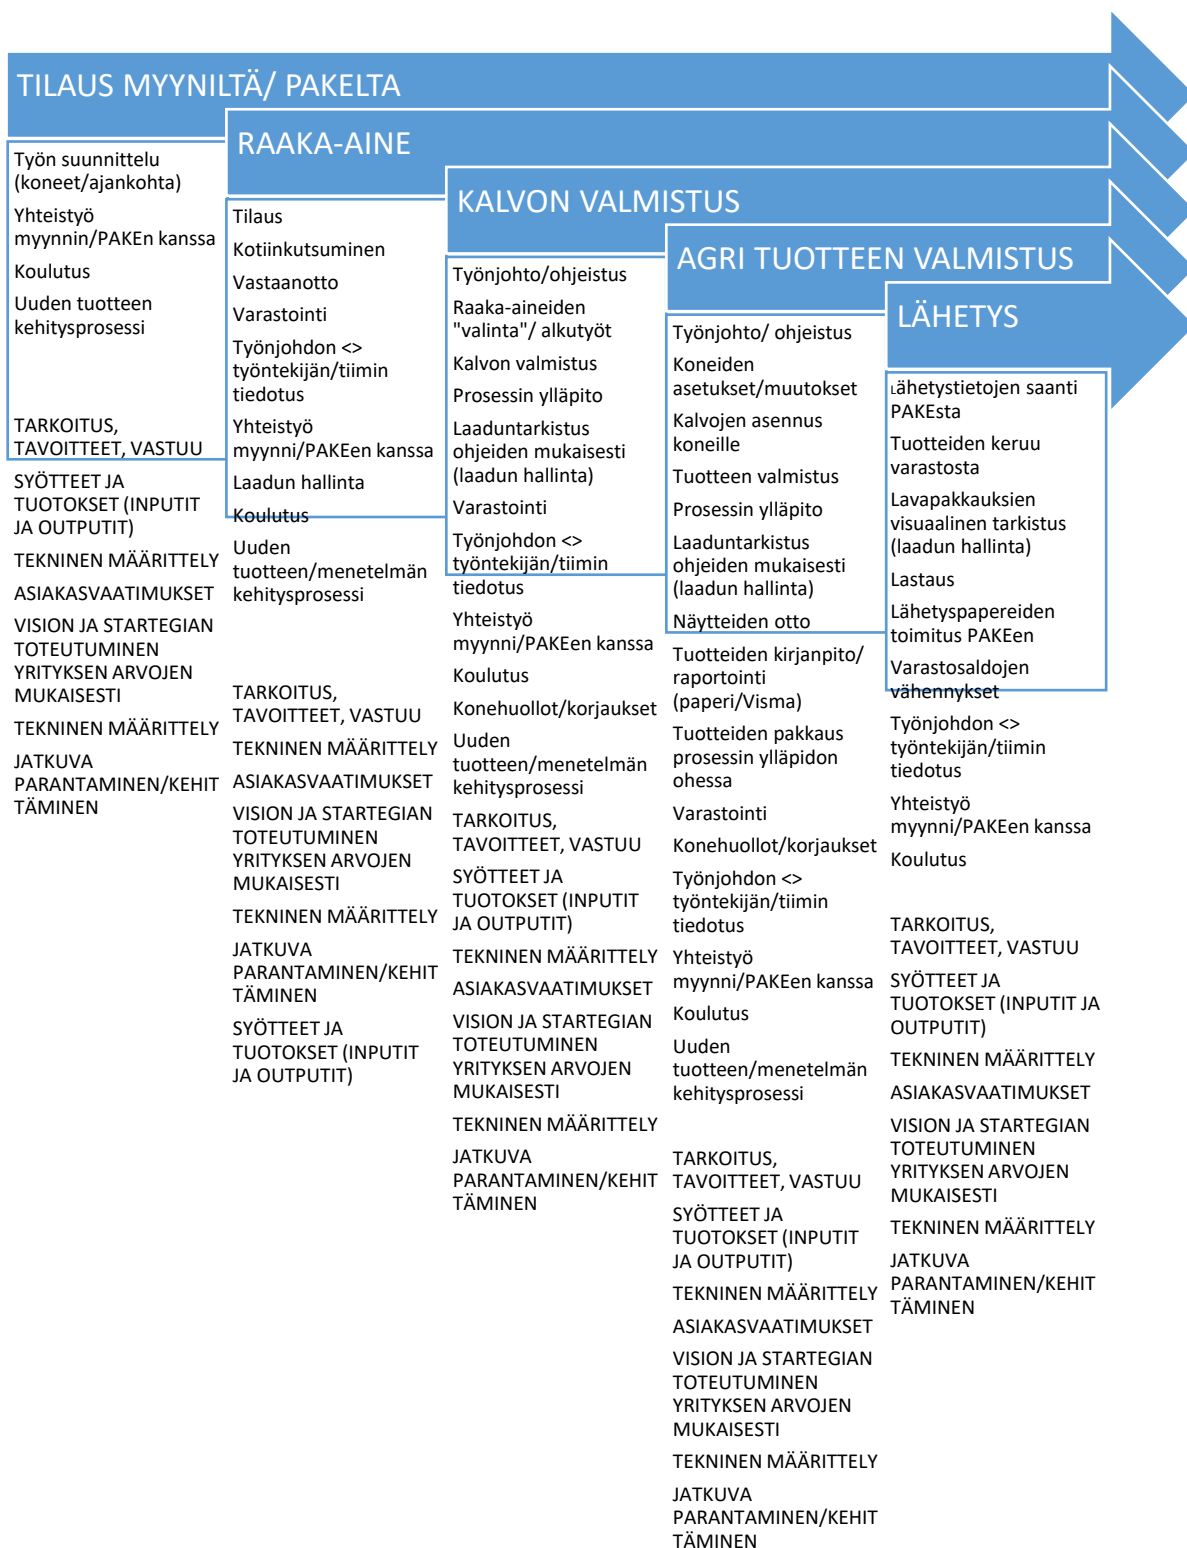 TILAUS MYYNILTÄ/ PAKELTA
Työn suunnittelu
(koneet/ajankohta)
Yhteistyö
myynnin/PAKEn kanssa
Koulutus
Uuden tuotteen
kehitysprosessi
TARKOITUS,
TAVOITTEET, VASTUU
SYÖTTEET JA
TUOTOKSET (INPUTIT
JA OUTPUTIT)
TEKNINEN MÄÄRITTELY
ASIAKASVAATIMUKSET
VISION JA STARTEGIAN
TOTEUTUMINEN
YRITYKSEN ARVOJEN
MUKAISESTI
TEKNINEN MÄÄRITTELY
JATKUVA
PARANTAMINEN/KEHIT
TÄMINEN
RAAKA-AINE
Tilaus
Kotiinkutsuminen
Vastaanotto
Varastointi
Työnjohdon <>
työntekijän/tiimin
tiedotus
Yhteistyö
myynni/PAKEen kanssa
Laadun hallinta
Koulutus
Uuden
tuotteen/menetelmän
kehitysprosessi
TARKOITUS,
TAVOITTEET, VASTUU
TEKNINEN MÄÄRITTELY
ASIAKASVAATIMUKSET
VISION JA STARTEGIAN
TOTEUTUMINEN
YRITYKSEN ARVOJEN
MUKAISESTI
TEKNINEN MÄÄRITTELY
JATKUVA
PARANTAMINEN/KEHIT
TÄMINEN
SYÖTTEET JA
TUOTOKSET (INPUTIT
JA OUTPUTIT)
KALVON VALMISTUS
Työnjohto/ohjeistus
Raaka-aineiden
"valinta"/ alkutyöt
Kalvon valmistus
Prosessin ylläpito
Laaduntarkistus
ohjeiden mukaisesti
(laadun hallinta)
Varastointi
Työnjohdon <>
työntekijän/tiimin
tiedotus
Yhteistyö
myynni/PAKEen kanssa
Koulutus
Konehuollot/korjaukset
Uuden
tuotteen/menetelmän
kehitysprosessi
TARKOITUS,
TAVOITTEET, VASTUU
SYÖTTEET JA
TUOTOKSET (INPUTIT
JA OUTPUTIT)
TEKNINEN MÄÄRITTELY
ASIAKASVAATIMUKSET
VISION JA STARTEGIAN
TOTEUTUMINEN
YRITYKSEN ARVOJEN
MUKAISESTI
TEKNINEN MÄÄRITTELY
JATKUVA
PARANTAMINEN/KEHIT
TÄMINEN
AGRI TUOTTEEN VALMISTUS
Työnjohto/ ohjeistus
Koneiden
asetukset/muutokset
Kalvojen asennus
koneille
Tuotteen valmistus
Prosessin ylläpito
Laaduntarkistus
ohjeiden mukaisesti
(laadun hallinta)
Näytteiden otto
Tuotteiden kirjanpito/
raportointi
(paperi/Visma)
Tuotteiden pakkaus
prosessin ylläpidon
ohessa
Varastointi
Konehuollot/korjaukset
Työnjohdon <>
työntekijän/tiimin
tiedotus
Yhteistyö
myynni/PAKEen kanssa
Koulutus
Uuden
tuotteen/menetelmän
kehitysprosessi
TARKOITUS,
TAVOITTEET, VASTUU
SYÖTTEET JA
TUOTOKSET (INPUTIT
JA OUTPUTIT)
TEKNINEN MÄÄRITTELY
ASIAKASVAATIMUKSET
VISION JA STARTEGIAN
TOTEUTUMINEN
YRITYKSEN ARVOJEN
MUKAISESTI
TEKNINEN MÄÄRITTELY
JATKUVA
PARANTAMINEN/KEHIT
TÄMINEN
LÄHETYS
Lähetystietojen saanti
PAKEsta
Tuotteiden keruu
varastosta
Lavapakkauksien
visuaalinen tarkistus
(laadun hallinta)
Lastaus
Lähetyspapereiden
toimitus PAKEen
Varastosaldojen
vähennykset
Työnjohdon <>
työntekijän/tiimin
tiedotus
Yhteistyö
myynni/PAKEen kanssa
Koulutus
TARKOITUS,
TAVOITTEET, VASTUU
SYÖTTEET JA
TUOTOKSET (INPUTIT JA
OUTPUTIT)
TEKNINEN MÄÄRITTELY
ASIAKASVAATIMUKSET
VISION JA STARTEGIAN
TOTEUTUMINEN
YRITYKSEN ARVOJEN
MUKAISESTI
TEKNINEN MÄÄRITTELY
JATKUVA
PARANTAMINEN/KEHIT
TÄMINEN